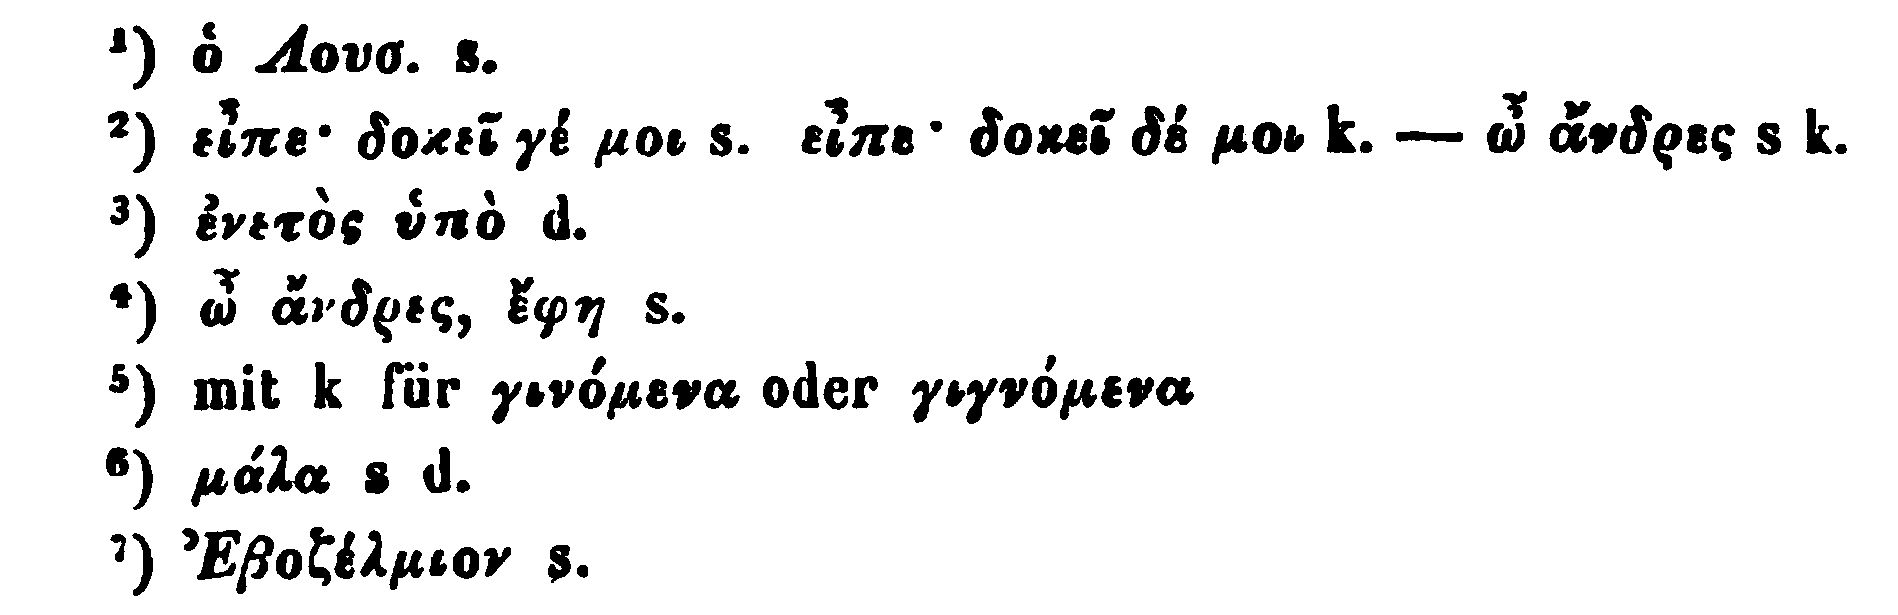 ¹) ὁ Λουσ. s.
²) εἶπε· δοκεῖ γέ μοι s. εἶπε· δοκεῖ δέ μοι k. — ὦ ἄνδρες s k.
³) ἐνετὸς ὑπὸ d.
⁴) ὦ ἄνδρες, ἔφη s.
⁵) mit k für γινόμενα oder γιγνόμενα
⁶) μάλα s d.
⁷) Ἐβοζέλμιον s.